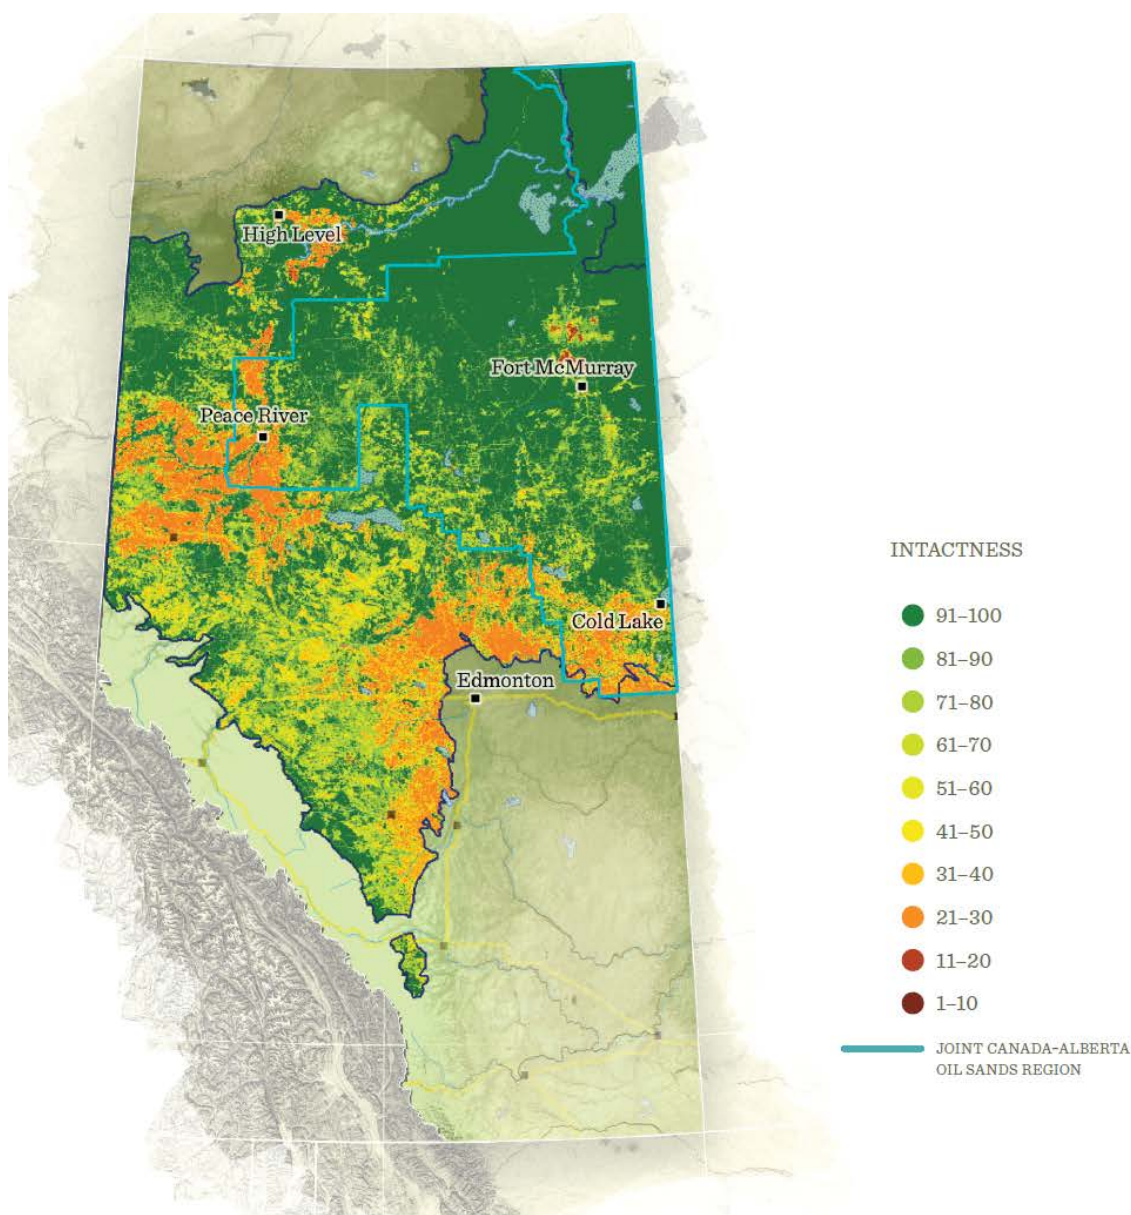 High Level
Fort McMurray
Peace River
Cold Lake
Edmonton
INTACTNESS
91–100
81–90
71–80
61–70
51–60
41–50
31–40
21–30
11–20
1–10
JOINT CANADA–ALBERTA
OIL SANDS REGION